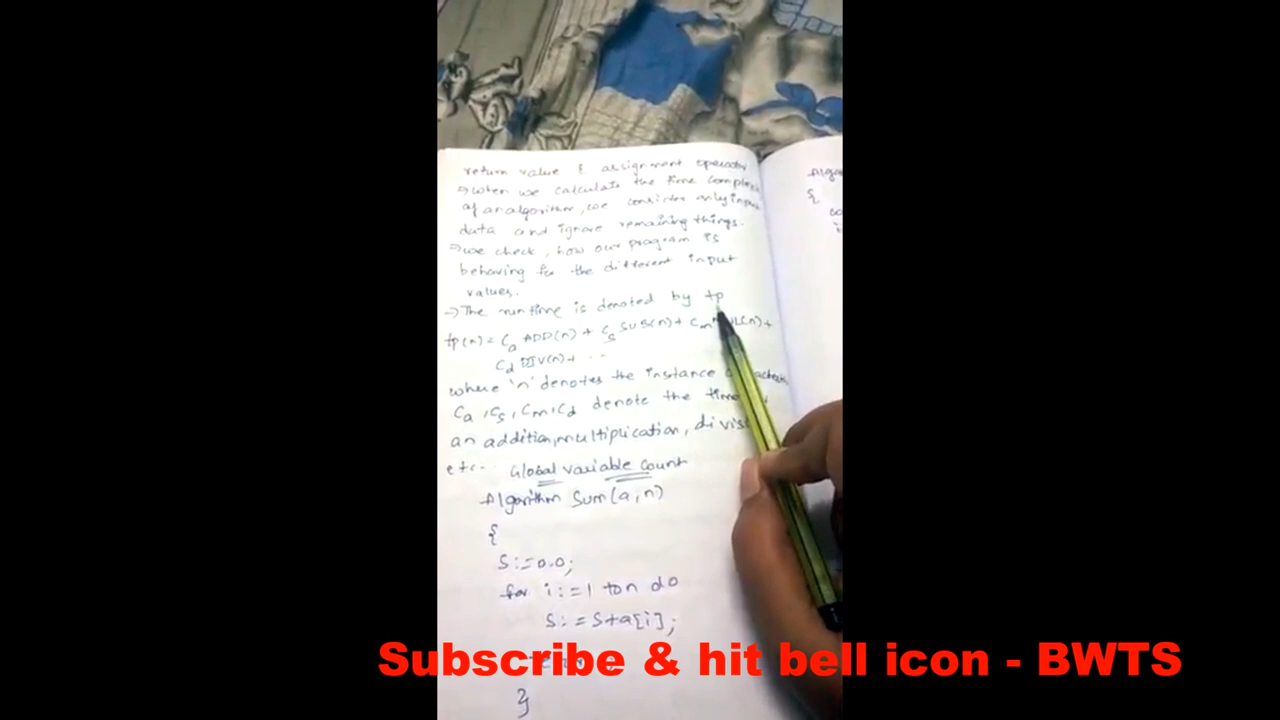 return value & assignment operator
→ when we calculate the time complex
of an algorithm, we consider only input
data and ignore remaining things.
→ we check, how our program is
behaving for the different input
values.
→ The runtime is denoted by tp
tp(n) = Ca ADD(n) + Cs SUB(n) + Cm MUL(n) +
Cd DIV(n) + ...
where 'n' denotes the instance
Ca, Cs, Cm, Cd denote the time
an addition, multiplication,
etc.
Global variable count
Algorithm Sum(a,n)
{
S:=0.0;
for i:=1 to n do
S:=S+a[i];
}
Algo
{
Subscribe & hit bell icon - BWTS